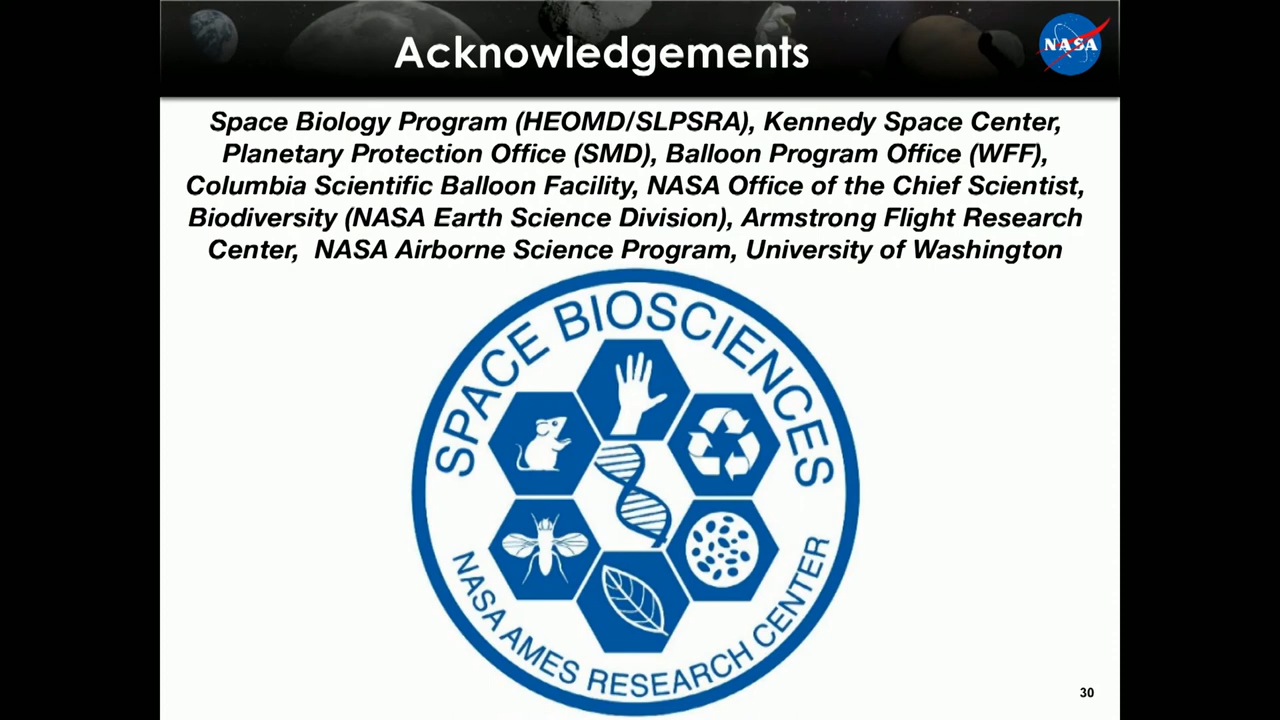 Acknowledgements
NASA
Space Biology Program (HEOMD/SLPSRA), Kennedy Space Center,
Planetary Protection Office (SMD), Balloon Program Office (WFF),
Columbia Scientific Balloon Facility, NASA Office of the Chief Scientist,
Biodiversity (NASA Earth Science Division), Armstrong Flight Research
Center, NASA Airborne Science Program, University of Washington
SPACE BIOSCIENCES
NASA AMES RESEARCH CENTER
30